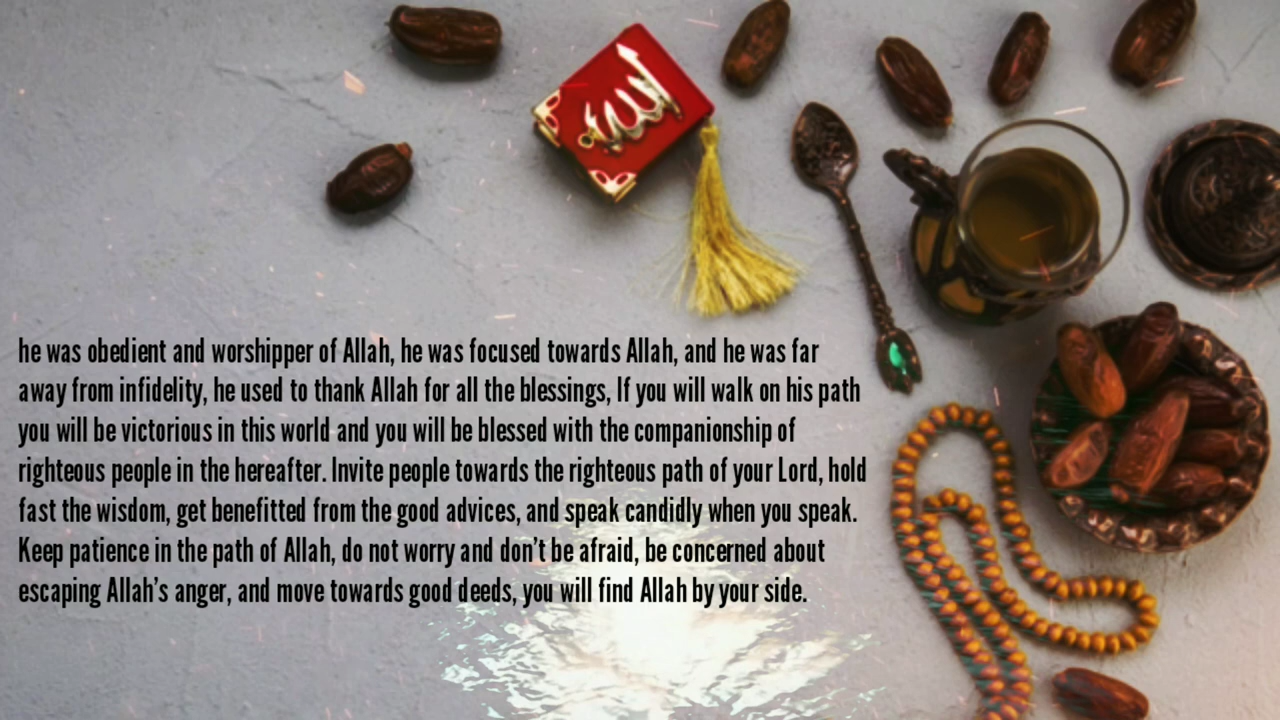 الله
he was obedient and worshipper of Allah, he was focused towards Allah, and he was far
away from infidelity, he used to thank Allah for all the blessings, If you will walk on his path
you will be victorious in this world and you will be blessed with the companionship of
righteous people in the hereafter. Invite people towards the righteous path of your Lord, hold
fast the wisdom, get benefitted from the good advices, and speak candidly when you speak.
Keep patience in the path of Allah, do not worry and don't be afraid, be concerned about
escaping Allah's anger, and move towards good deeds, you will find Allah by your side.